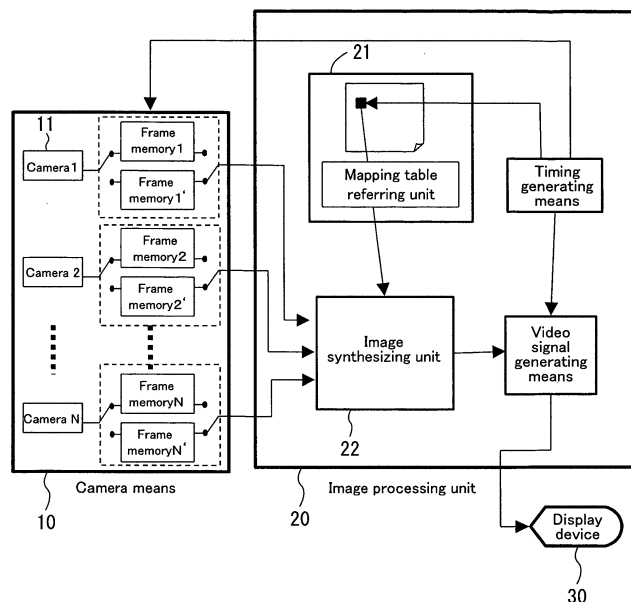 21
11
Camera 1
Frame
memory1
Frame
memory1'
Mapping table
referring unit
Timing
generating
means
Camera 2
Frame
memory2
Frame
memory2'
Image
synthesizing unit
Video
signal
generating
means
Camera N
Frame
memoryN
Frame
memoryN'
22
Camera means
10
20
Image processing unit
Display
device
30